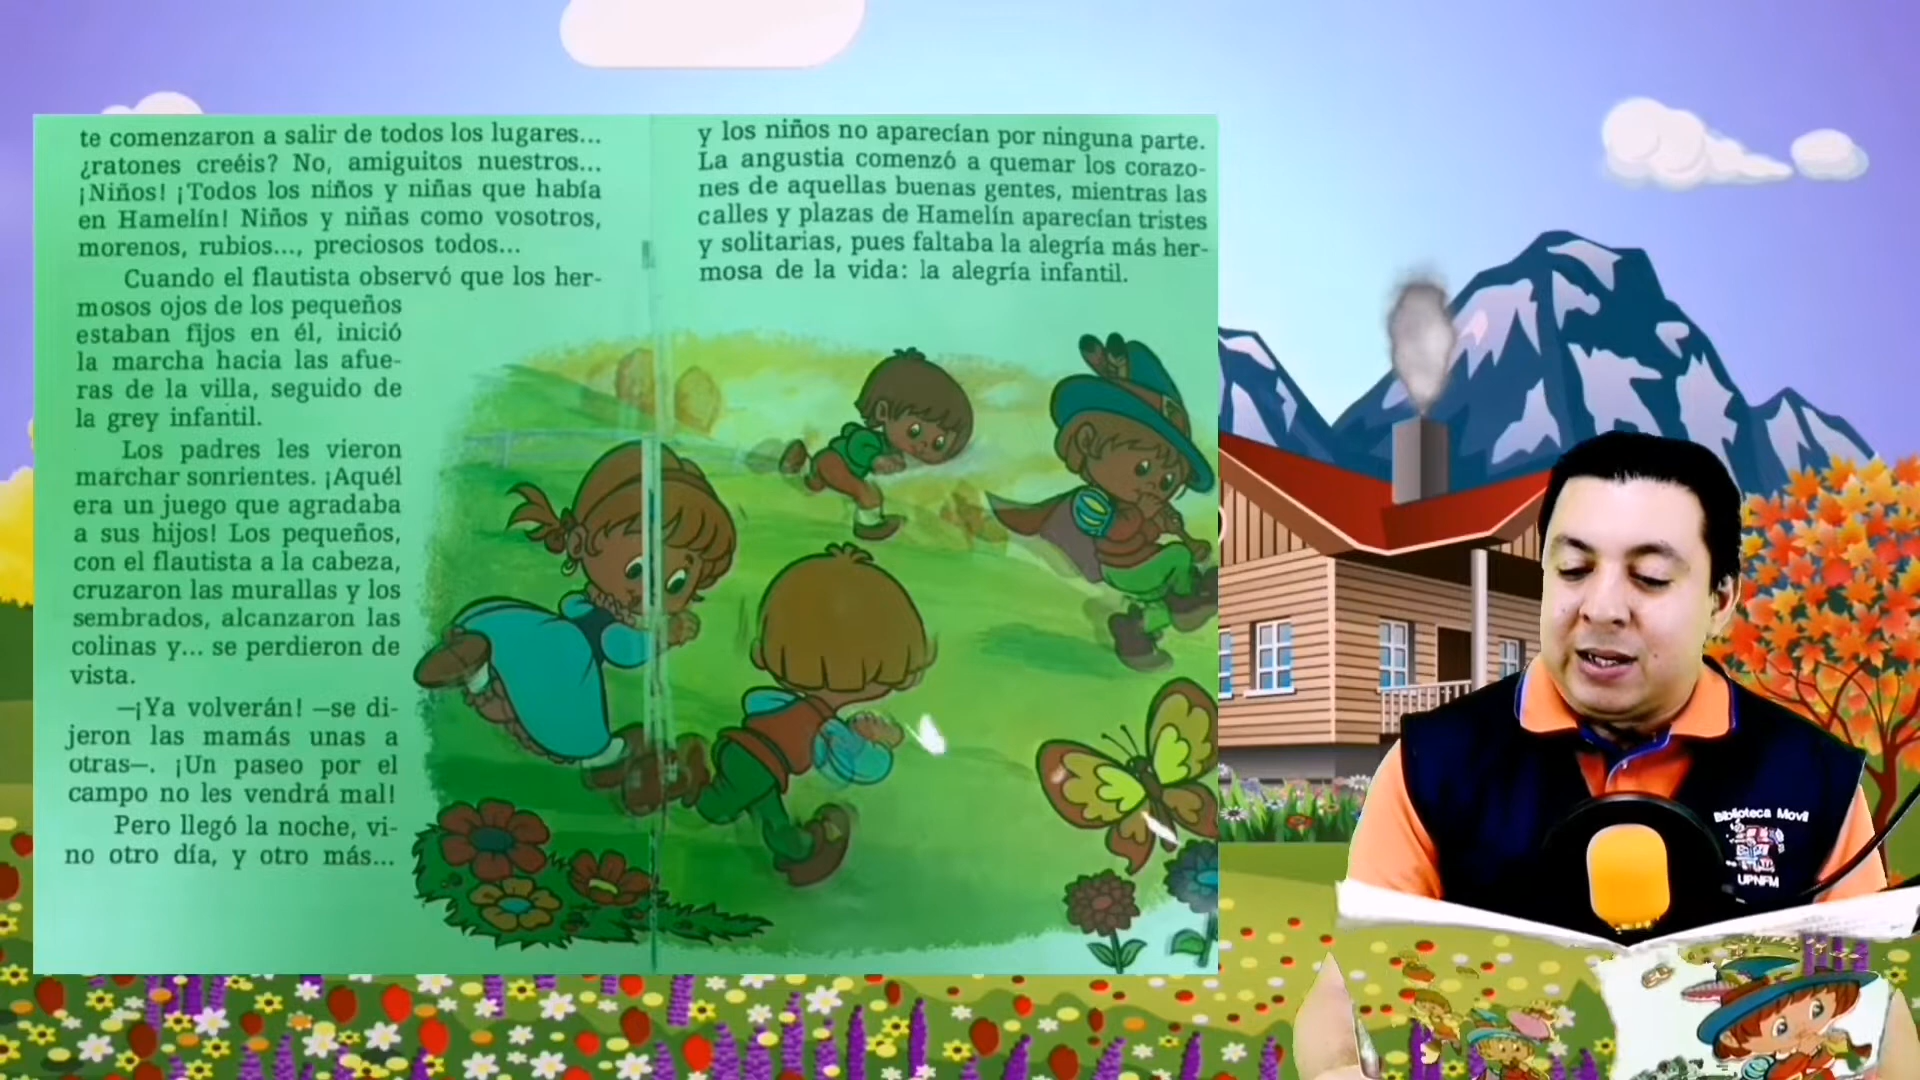 te comenzaron a salir de todos los lugares...
¿ratones creéis? No, amiguitos nuestros...
¡Niños! ¡Todos los niños y niñas que había
en Hamelín! Niños y niñas como vosotros,
morenos, rubios..., preciosos todos...
Cuando el flautista observó que los her-
mosos ojos de los pequeños
estaban fijos en él, inició
la marcha hacia las afue-
ras de la villa, seguido de
la grey infantil.
Los padres les vieron
marchar sonrientes. ¡Aquél
era un juego que agradaba
a sus hijos! Los pequeños,
con el flautista a la cabeza,
cruzaron las murallas y los
sembrados, alcanzaron las
colinas y... se perdieron de
vista.
—¡Ya volverán! —se di-
jeron las mamás unas a
otras—. ¡Un paseo por el
campo no les vendrá mal!
Pero llegó la noche, vi-
no otro día, y otro más...
y los niños no aparecían por ninguna parte.
La angustia comenzó a quemar los corazo-
nes de aquellas buenas gentes, mientras las
calles y plazas de Hamelín aparecían tristes
y solitarias, pues faltaba la alegría más her-
mosa de la vida: la alegría infantil.
Biblioteca Movil
UPNFM